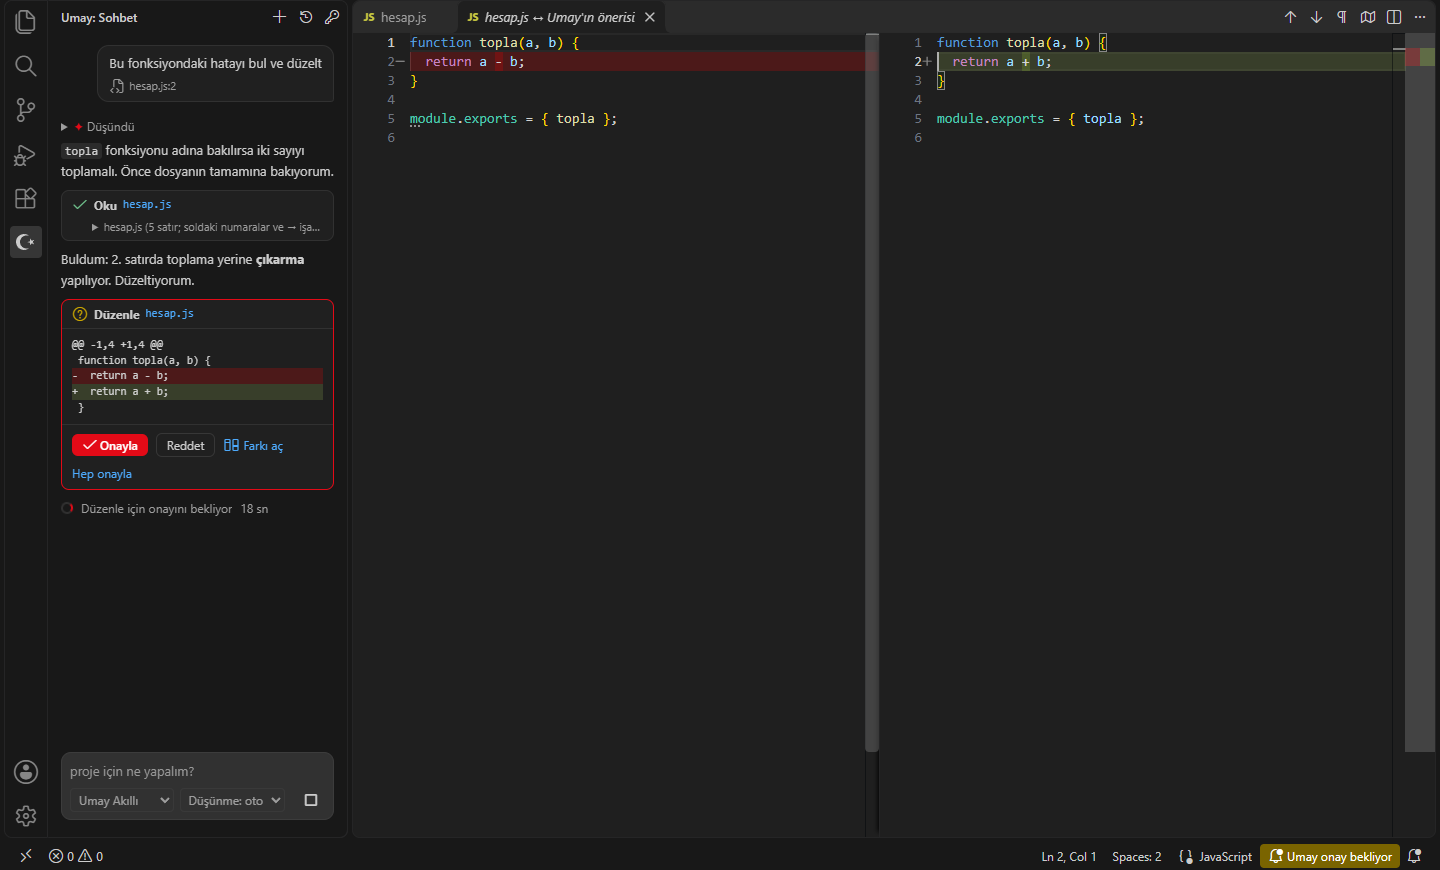 Umay: Sohbet
Bu fonksiyondaki hatayı bul ve düzelt
hesap.js:2
Düşündü
topla fonksiyonu adına bakılırsa iki sayıyı
toplamalı. Önce dosyanın tamamına bakıyorum.
Oku hesap.js
hesap.js (5 satır; soldaki numaralar ve → işa...
Buldum: 2. satırda toplama yerine çıkarma
yapılıyor. Düzeltiyorum.
Düzenle hesap.js
@@ -1,4 +1,4 @@
function topla(a, b) {
-  return a - b;
+  return a + b;
}
Onayla Reddet Farkı aç
Hep onayla
Düzenle için onayını bekliyor 18 sn
proje için ne yapalım?
Umay Akıllı Düşünme: oto
JS hesap.js
JS hesap.js ↔ Umay'ın önerisi
1 function topla(a, b) {
2— return a - b;
3 }
4
5 module.exports = { topla };
6
1 function topla(a, b) {
2+ return a + b;
3 }
4
5 module.exports = { topla };
6
0 0
Ln 2, Col 1 Spaces: 2 {} JavaScript Umay onay bekliyor